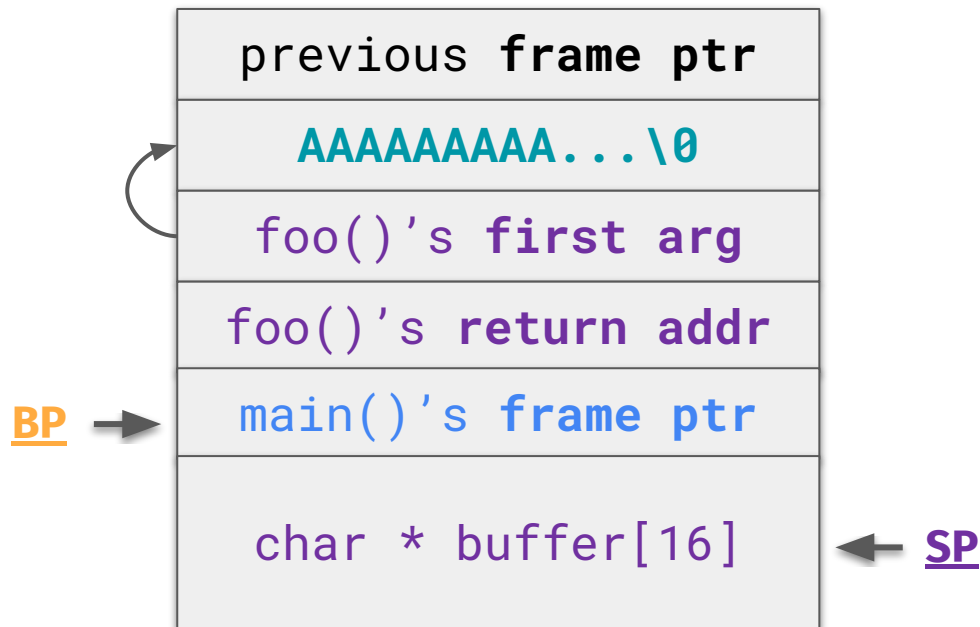 previous frame ptr
AAAAAAAAA...\0
foo()’s first arg
foo()’s return addr
BP
main()’s frame ptr
char * buffer[16]
SP